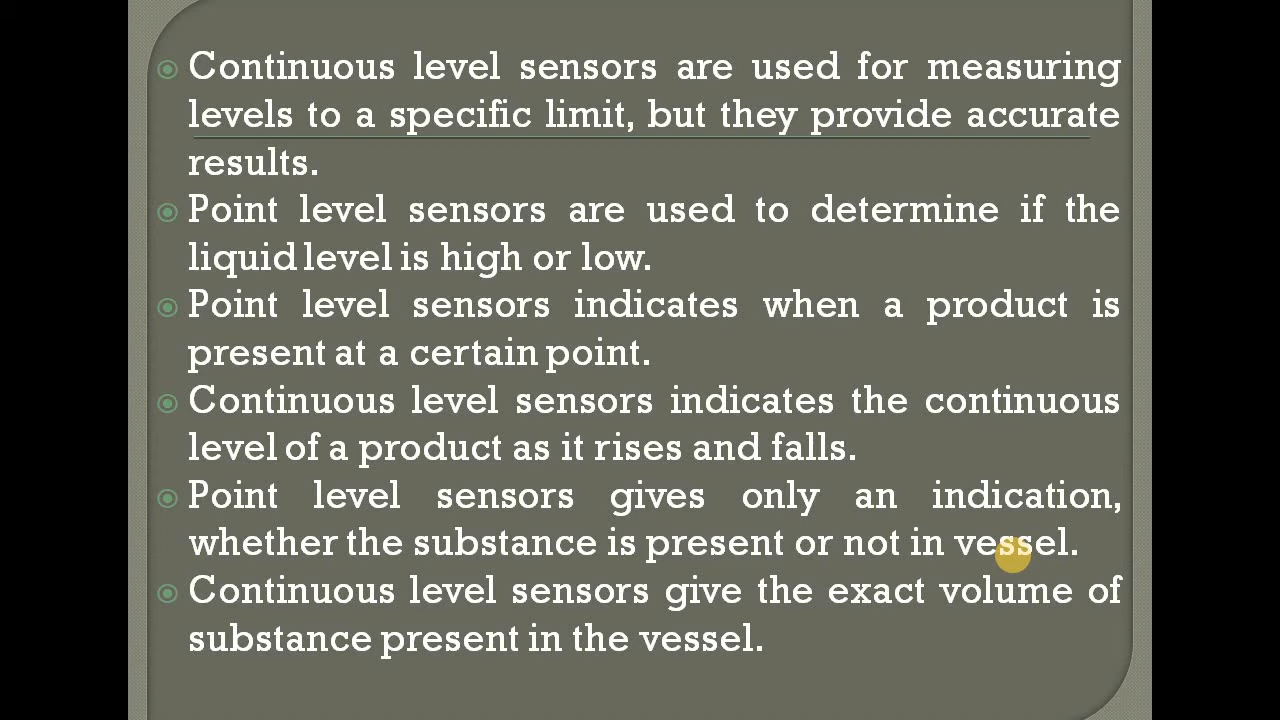 Continuous level sensors are used for measuring
levels to a specific limit, but they provide accurate
results.
Point level sensors are used to determine if the
liquid level is high or low.
Point level sensors indicates when a product is
present at a certain point.
Continuous level sensors indicates the continuous
level of a product as it rises and falls.
Point level sensors gives only an indication,
whether the substance is present or not in vessel.
Continuous level sensors give the exact volume of
substance present in the vessel.